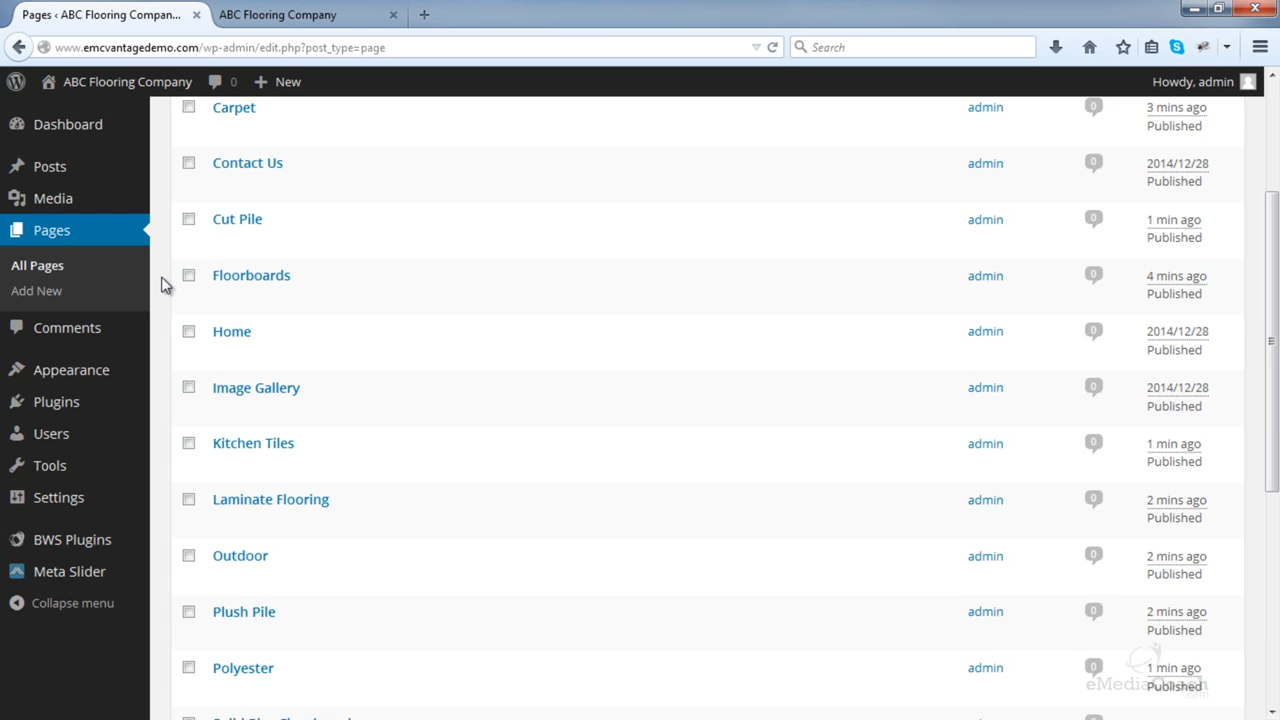 Pages ‹ ABC Flooring Compan...
ABC Flooring Company
www.emcvantagedemo.com/wp-admin/edit.php?post_type=page
Search
ABC Flooring Company
0
New
Howdy, admin
Dashboard
Posts
Media
Pages
All Pages
Add New
Comments
Appearance
Plugins
Users
Tools
Settings
BWS Plugins
Meta Slider
Collapse menu
Carpet admin 0 3 mins ago
Published
Contact Us admin 0 2014/12/28
Published
Cut Pile admin 0 1 min ago
Published
Floorboards admin 0 4 mins ago
Published
Home admin 0 2014/12/28
Published
Image Gallery admin 0 2014/12/28
Published
Kitchen Tiles admin 0 1 min ago
Published
Laminate Flooring admin 0 2 mins ago
Published
Outdoor admin 0 2 mins ago
Published
Plush Pile admin 0 2 mins ago
Published
Polyester admin 0 1 min ago
Published
eMediaCoach
.com